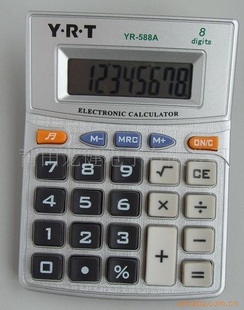 Y·R·T
YR-588A
8
digits
12345678
ELECTRONIC CALCULATOR
M- MRC M+ ON/C
7 8 9 √ CE
4 5 6 × ÷
1 2 3 + -
0 • % =